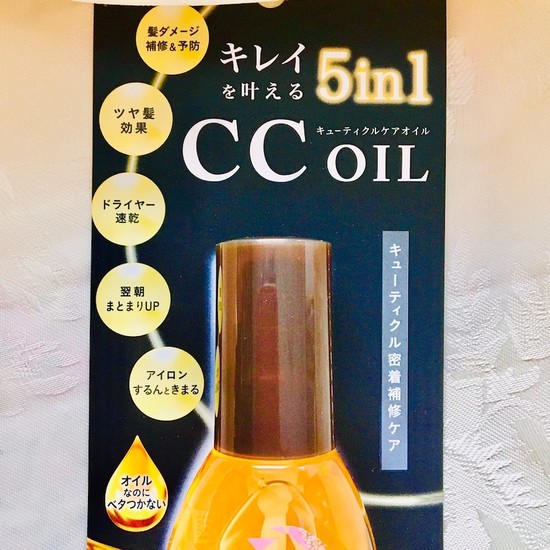 髪ダメージ
補修&予防
キレイ
を叶える
5in1
キューティクルケアオイル
CC OIL
ツヤ髪
効果
ドライヤー
速乾
翌朝
まとまりUP
アイロン
するんときまる
キューティクル密着補修ケア
オイル
なのに
ベタつかない